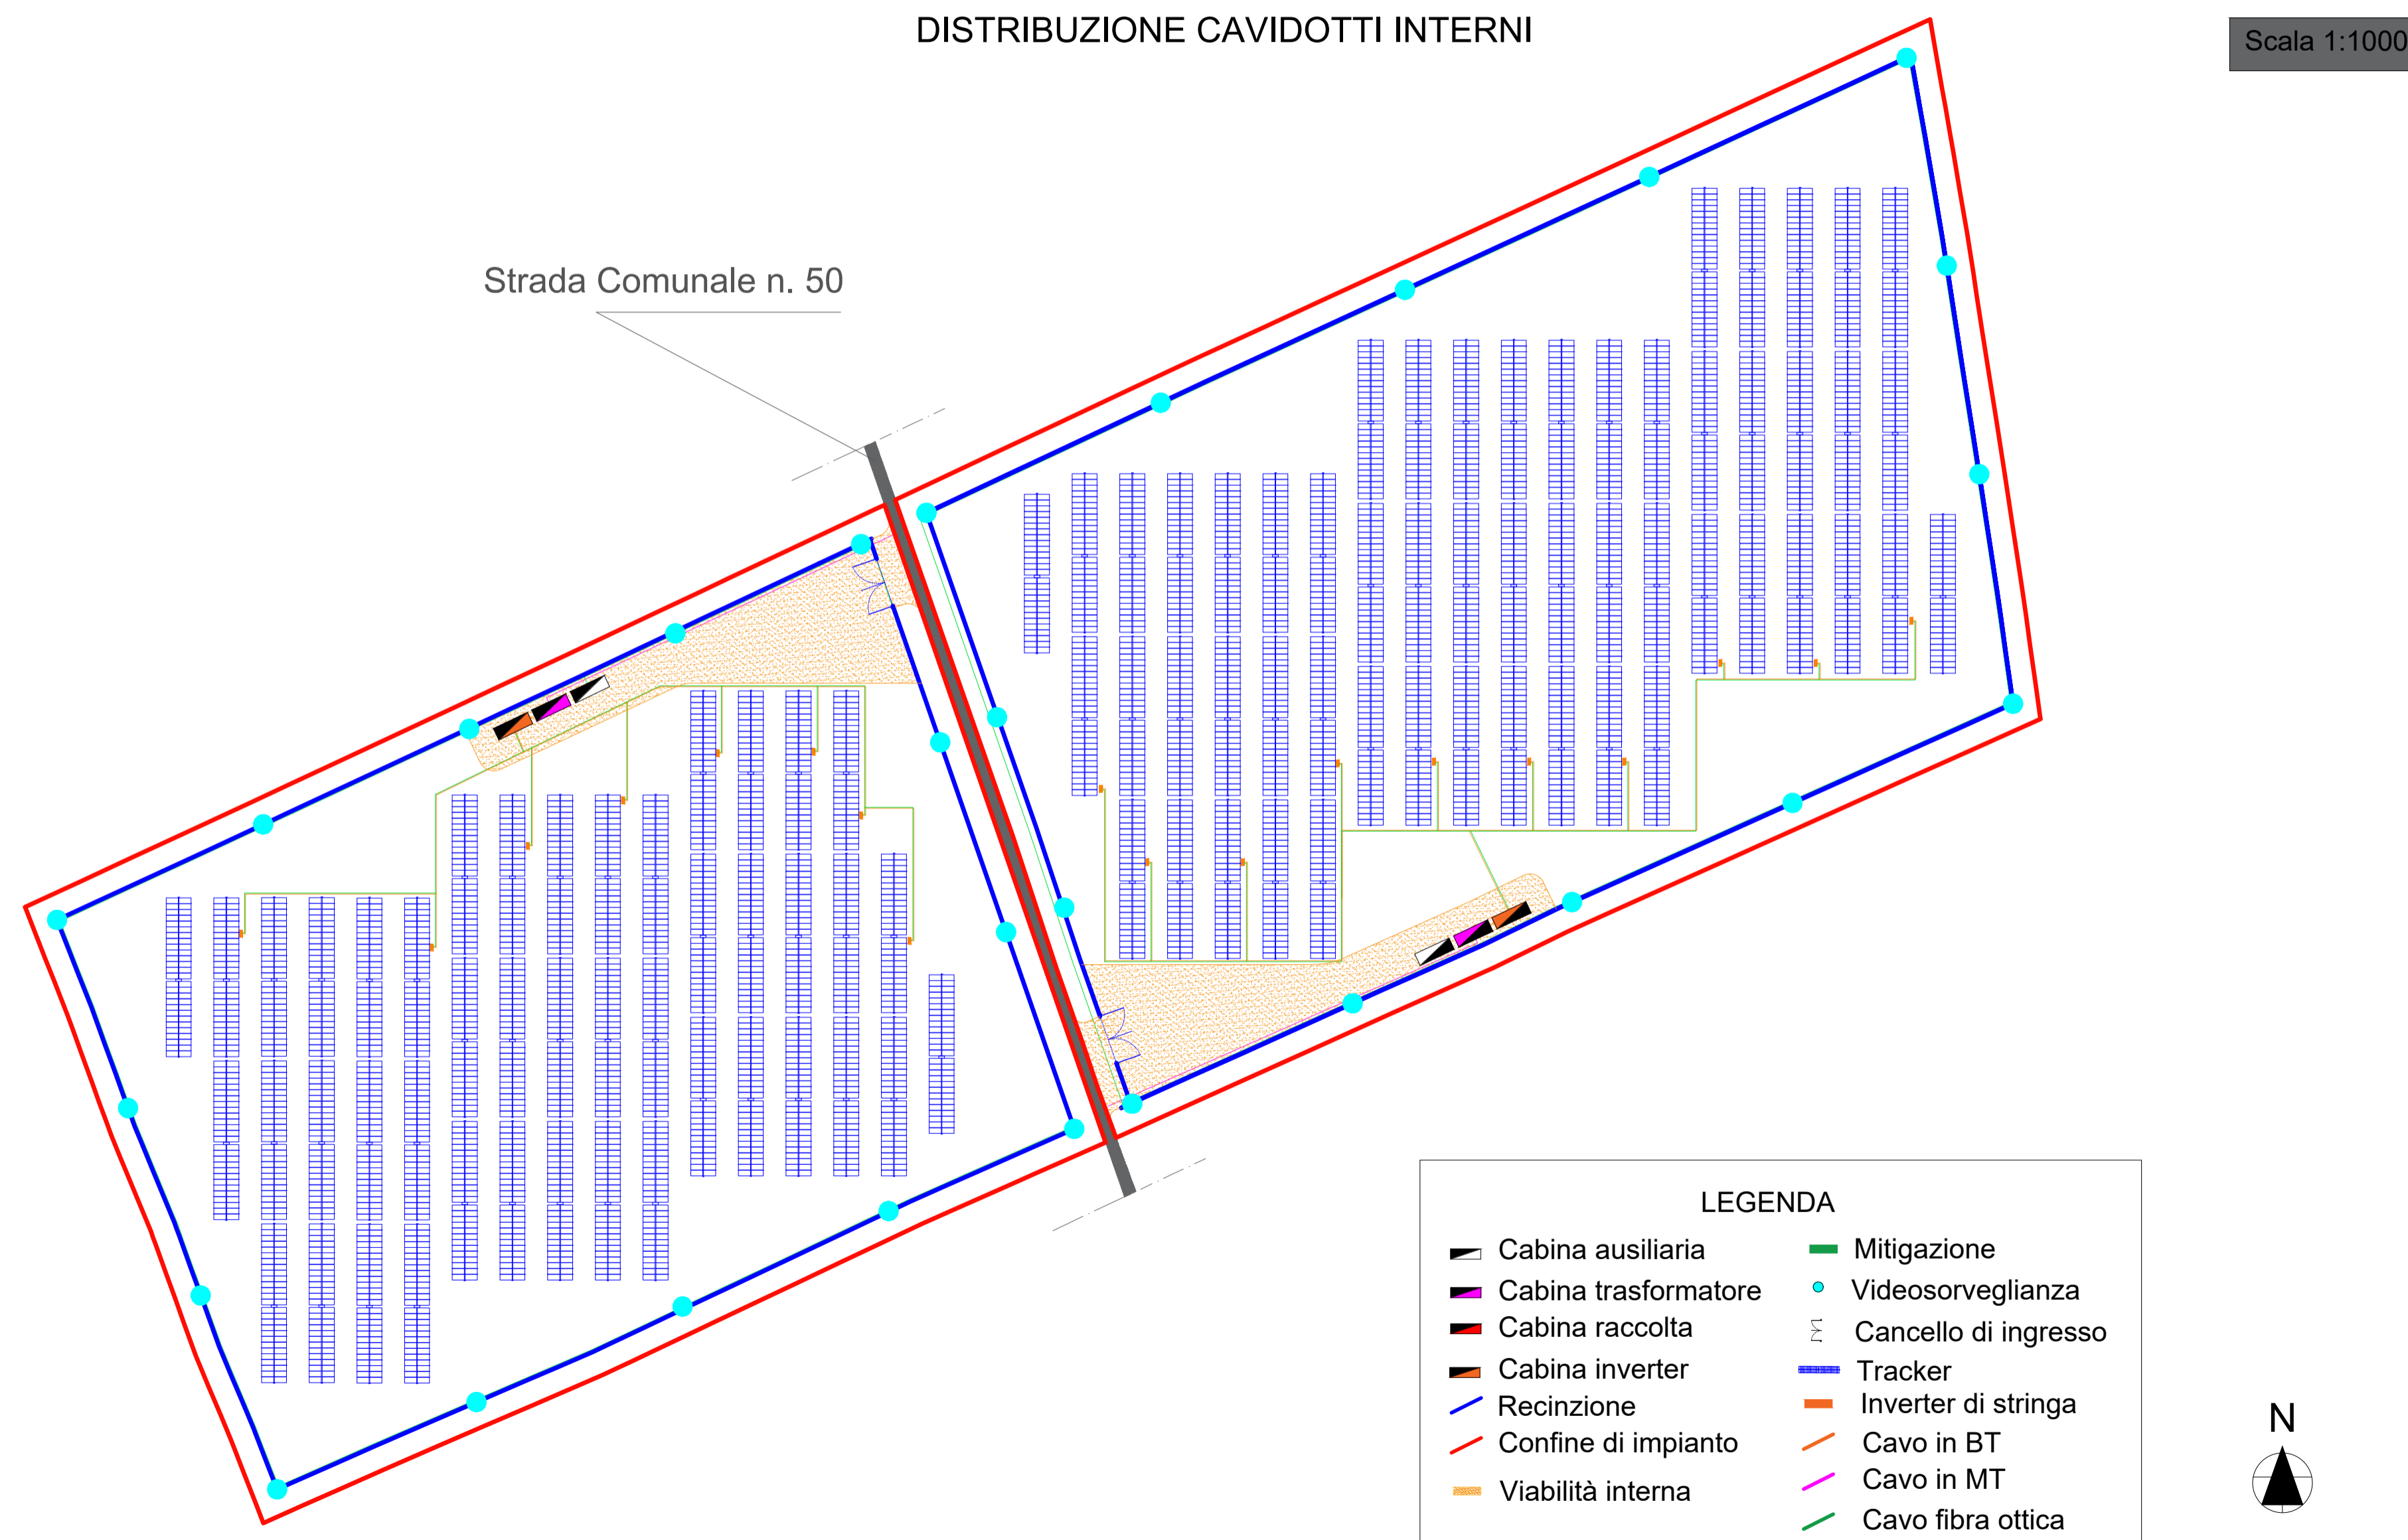 DISTRIBUZIONE CAVIDOTTI INTERNI
Scala 1:1000
Strada Comunale n. 50
LEGENDA
Cabina ausiliaria
Cabina trasformatore
Cabina raccolta
Cabina inverter
Recinzione
Confine di impianto
Viabilità interna
Mitigazione
Videosorveglianza
Cancello di ingresso
Tracker
Inverter di stringa
Cavo in BT
Cavo in MT
Cavo fibra ottica
N